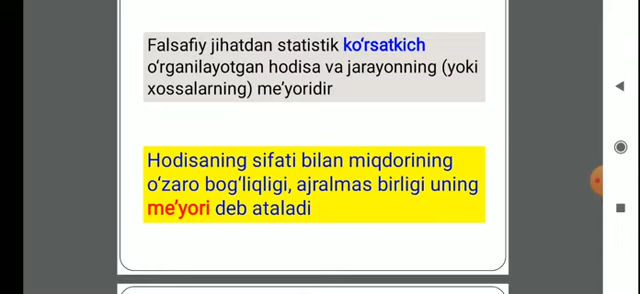 Falsafiy jihatdan statistik ko‘rsatkich
o‘rganilayotgan hodisa va jarayonning (yoki
xossalarning) me’yoridir
Hodisaning sifati bilan miqdorining
o‘zaro bog‘liqligi, ajralmas birligi uning
me’yori deb ataladi